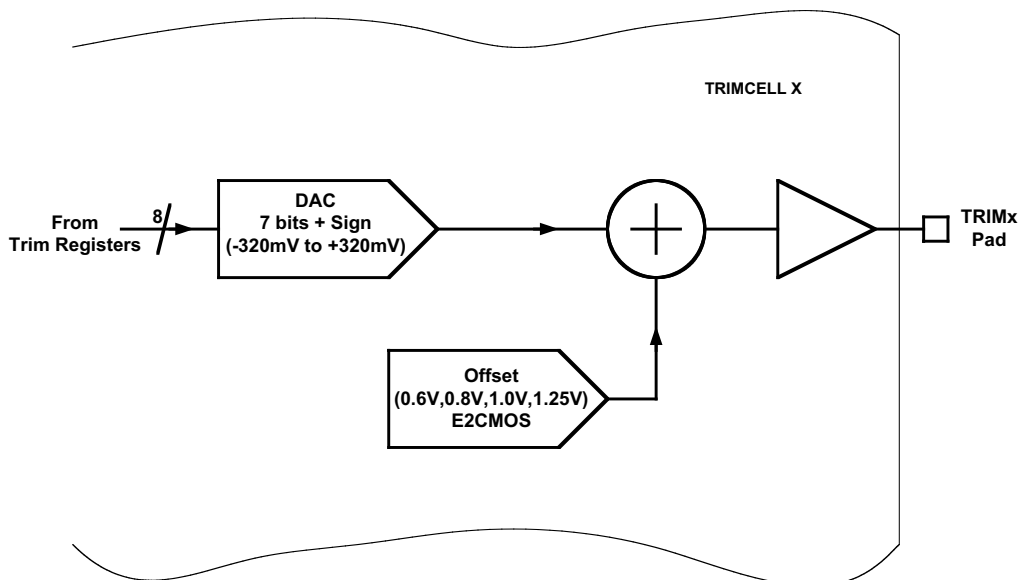 TRIMCELL X
From
Trim Registers
8
DAC
7 bits + Sign
(-320mV to +320mV)
TRIMx
Pad
Offset
(0.6V,0.8V,1.0V,1.25V)
E2CMOS